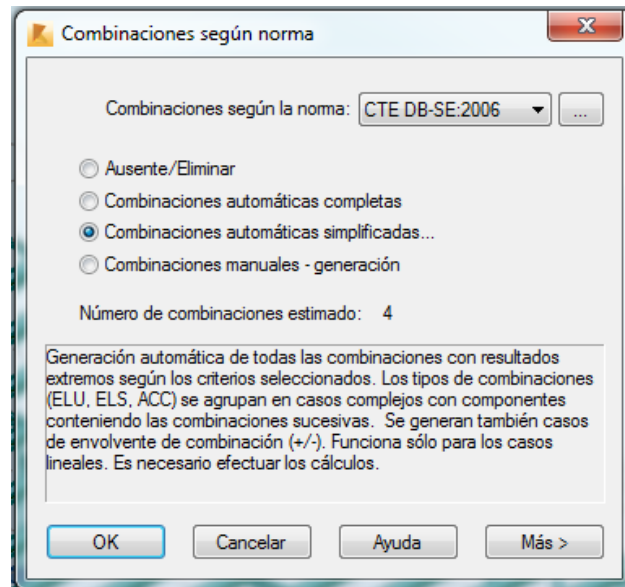 Combinaciones según norma
Combinaciones según la norma: CTE DB-SE:2006 ...
Ausente/Eliminar
Combinaciones automáticas completas
Combinaciones automáticas simplificadas...
Combinaciones manuales - generación
Número de combinaciones estimado: 4
Generación automática de todas las combinaciones con resultados
extremos según los criterios seleccionados. Los tipos de combinaciones
(ELU, ELS, ACC) se agrupan en casos complejos con componentes
conteniendo las combinaciones sucesivas. Se generan también casos
de envolvente de combinación (+/-). Funciona sólo para los casos
lineales. Es necesario efectuar los cálculos.
OK Cancelar Ayuda Más >